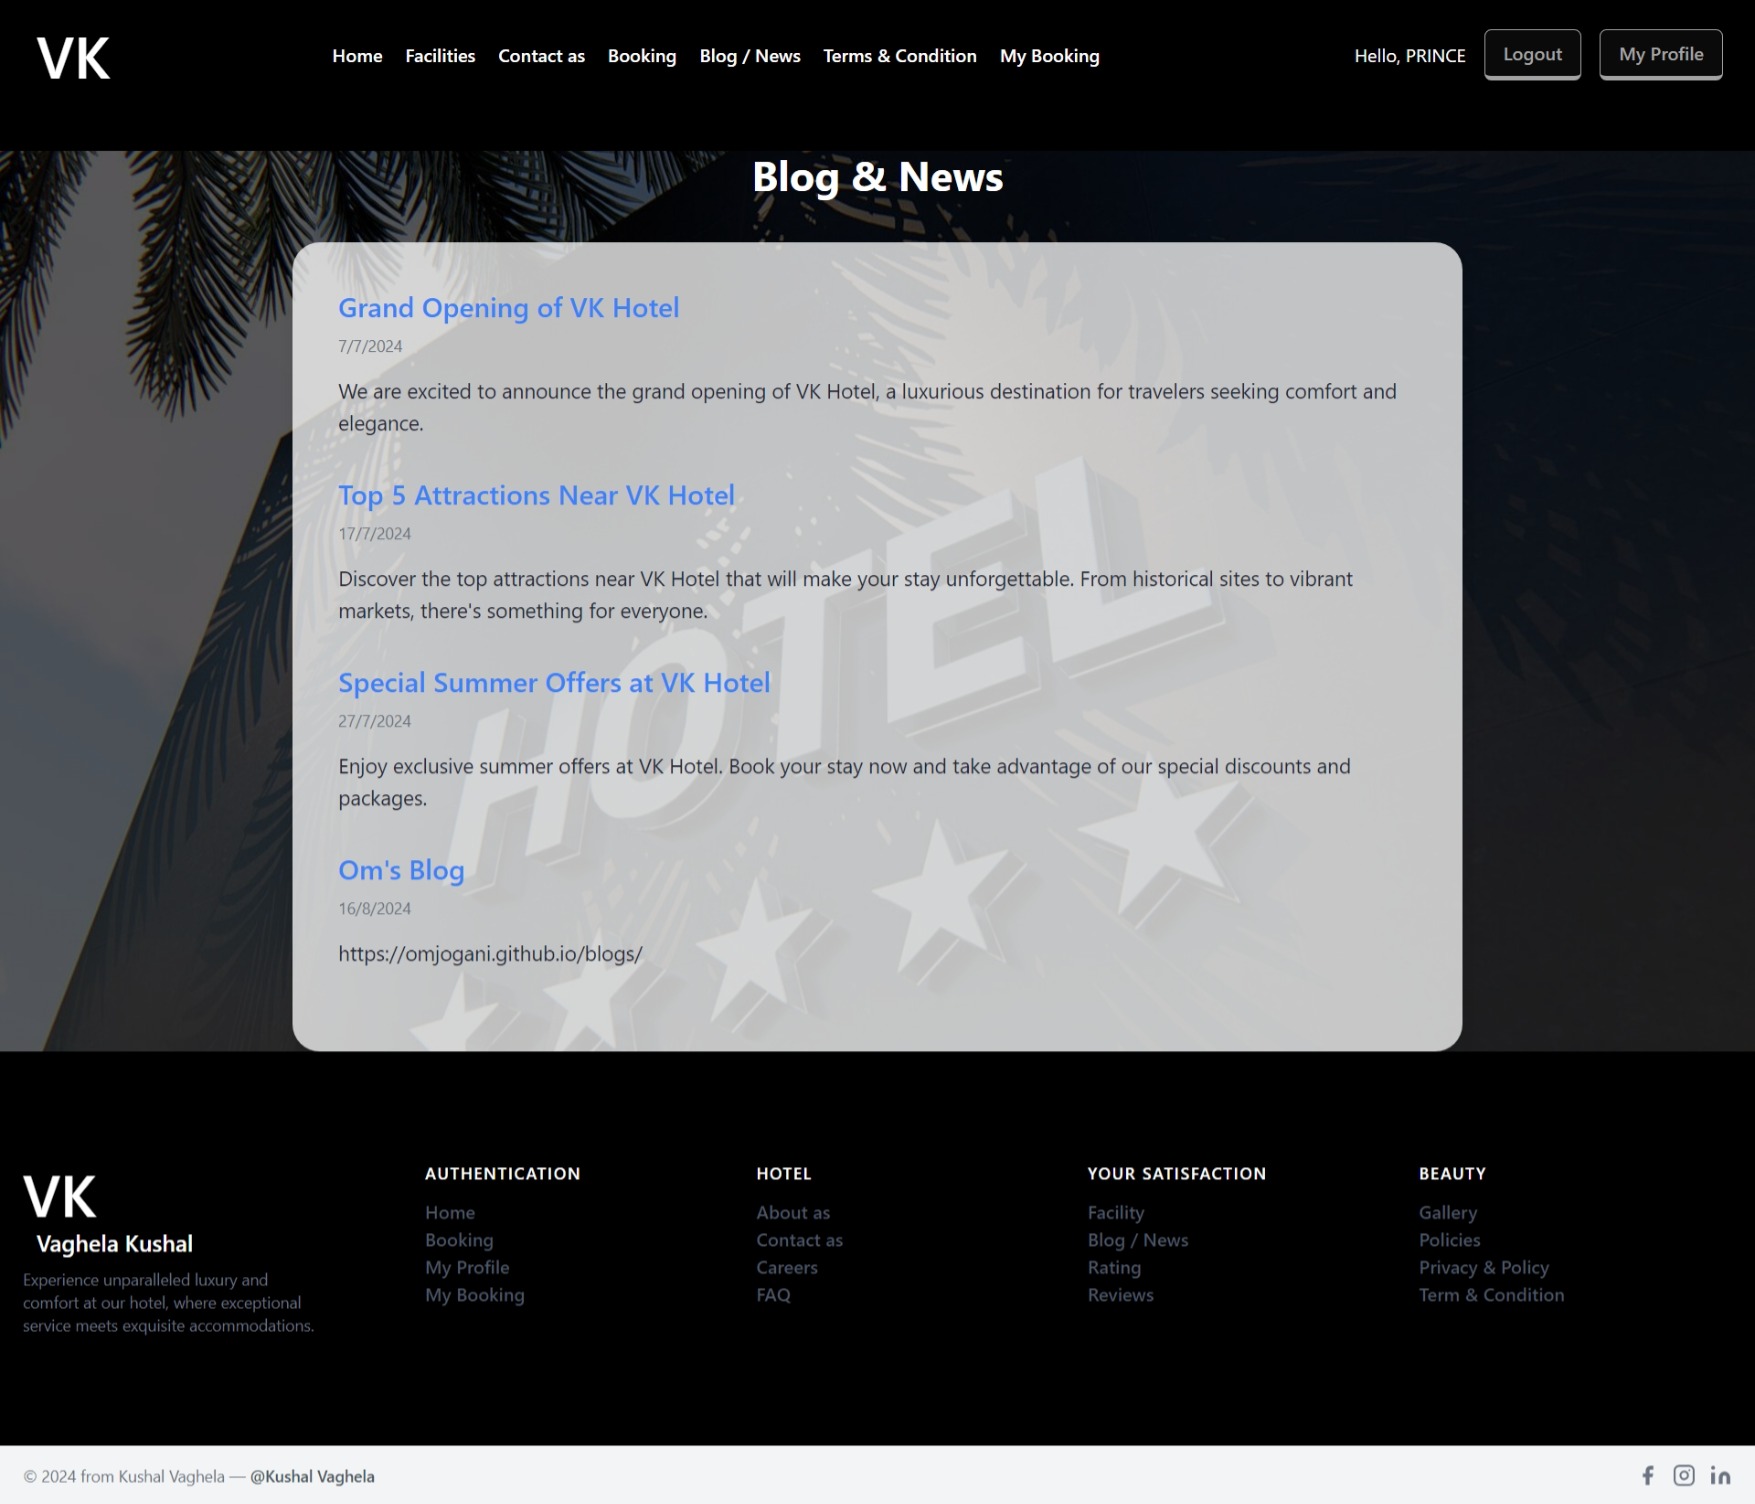 VK
Home Facilities Contact as Booking Blog / News Terms & Condition My Booking
Hello, PRINCE Logout My Profile
Blog & News
Grand Opening of VK Hotel
7/7/2024
We are excited to announce the grand opening of VK Hotel, a luxurious destination for travelers seeking comfort and
elegance.
Top 5 Attractions Near VK Hotel
17/7/2024
Discover the top attractions near VK Hotel that will make your stay unforgettable. From historical sites to vibrant
markets, there's something for everyone.
Special Summer Offers at VK Hotel
27/7/2024
Enjoy exclusive summer offers at VK Hotel. Book your stay now and take advantage of our special discounts and
packages.
Om's Blog
16/8/2024
https://omjogani.github.io/blogs/
HOTEL
VK
Vaghela Kushal
Experience unparalleled luxury and
comfort at our hotel, where exceptional
service meets exquisite accommodations.
AUTHENTICATION
Home
Booking
My Profile
My Booking
HOTEL
About as
Contact as
Careers
FAQ
YOUR SATISFACTION
Facility
Blog / News
Rating
Reviews
BEAUTY
Gallery
Policies
Privacy & Policy
Term & Condition
© 2024 from Kushal Vaghela — @Kushal Vaghela